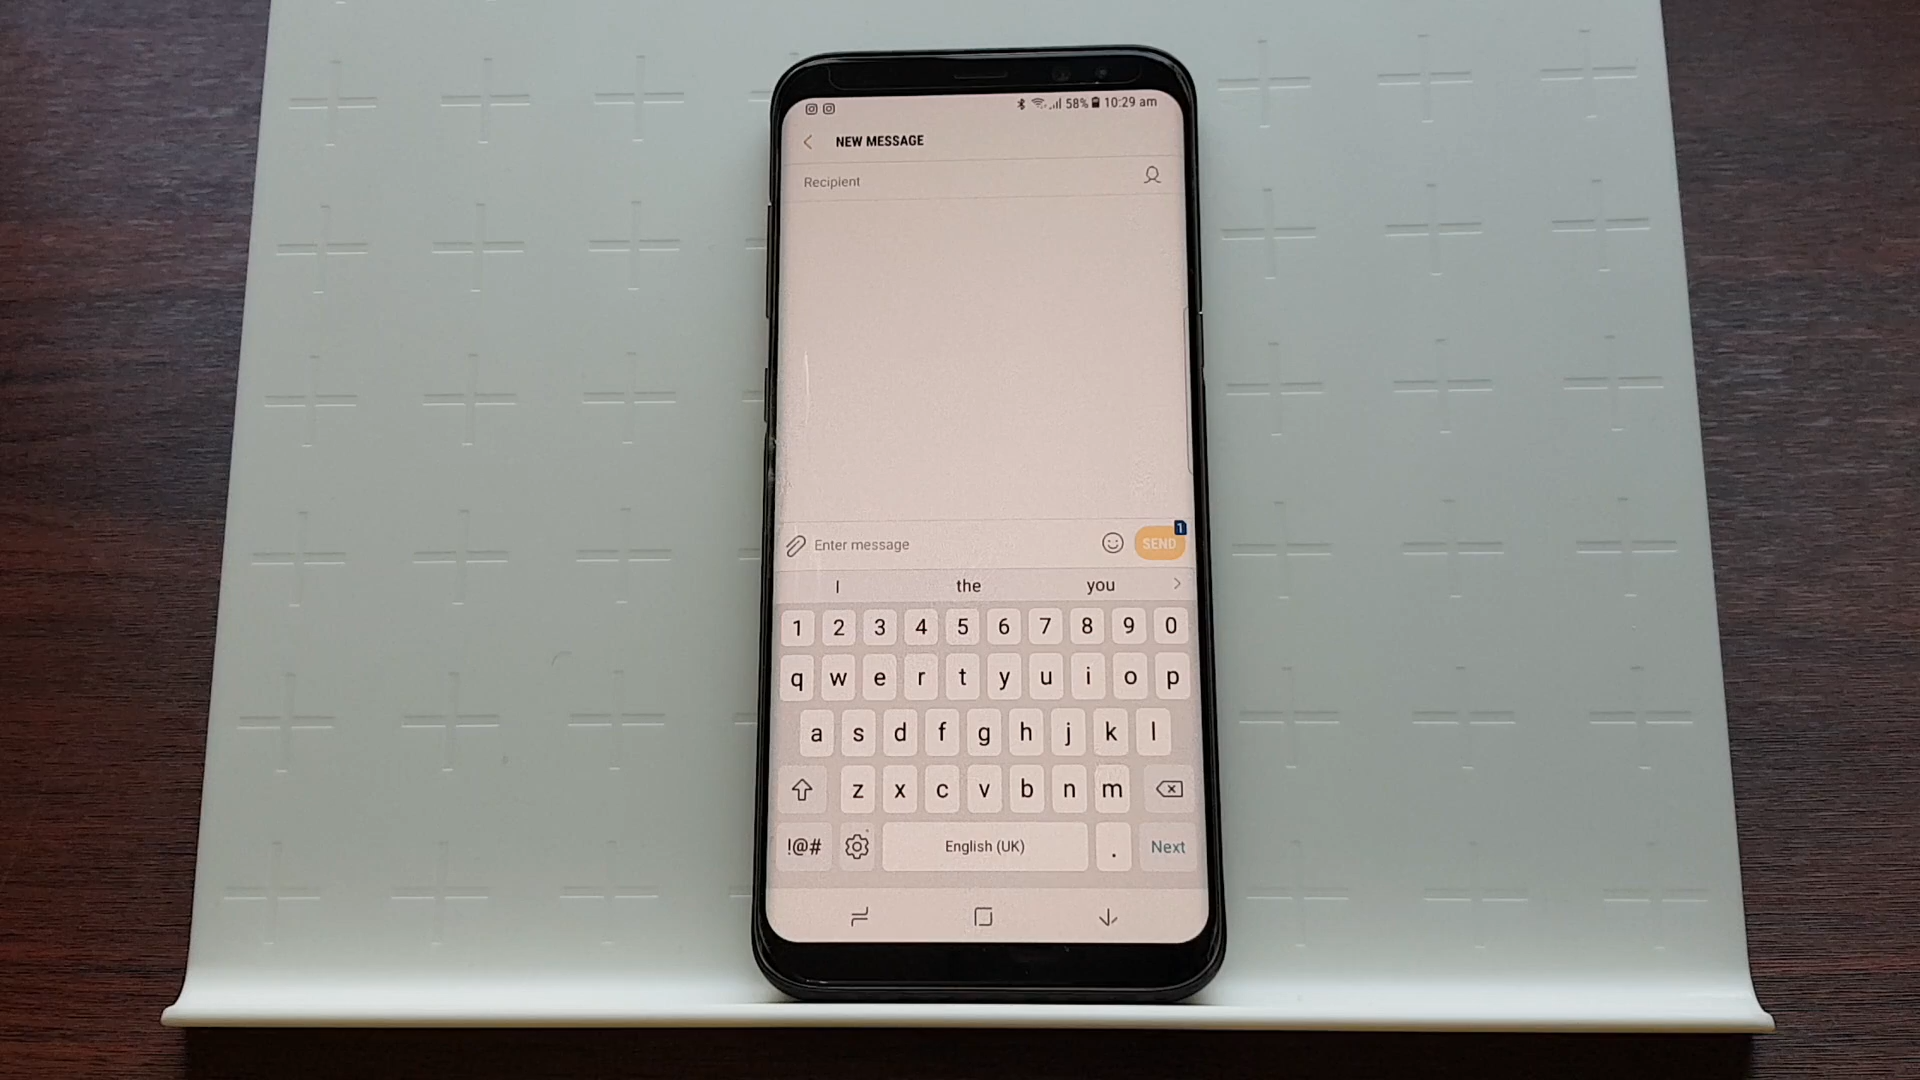 58% 10:29 am
NEW MESSAGE
Recipient
Enter message
SEND
1
I the you
1 2 3 4 5 6 7 8 9 0
q w e r t y u i o p
a s d f g h j k l
z x c v b n m
!@# English (UK) . Next